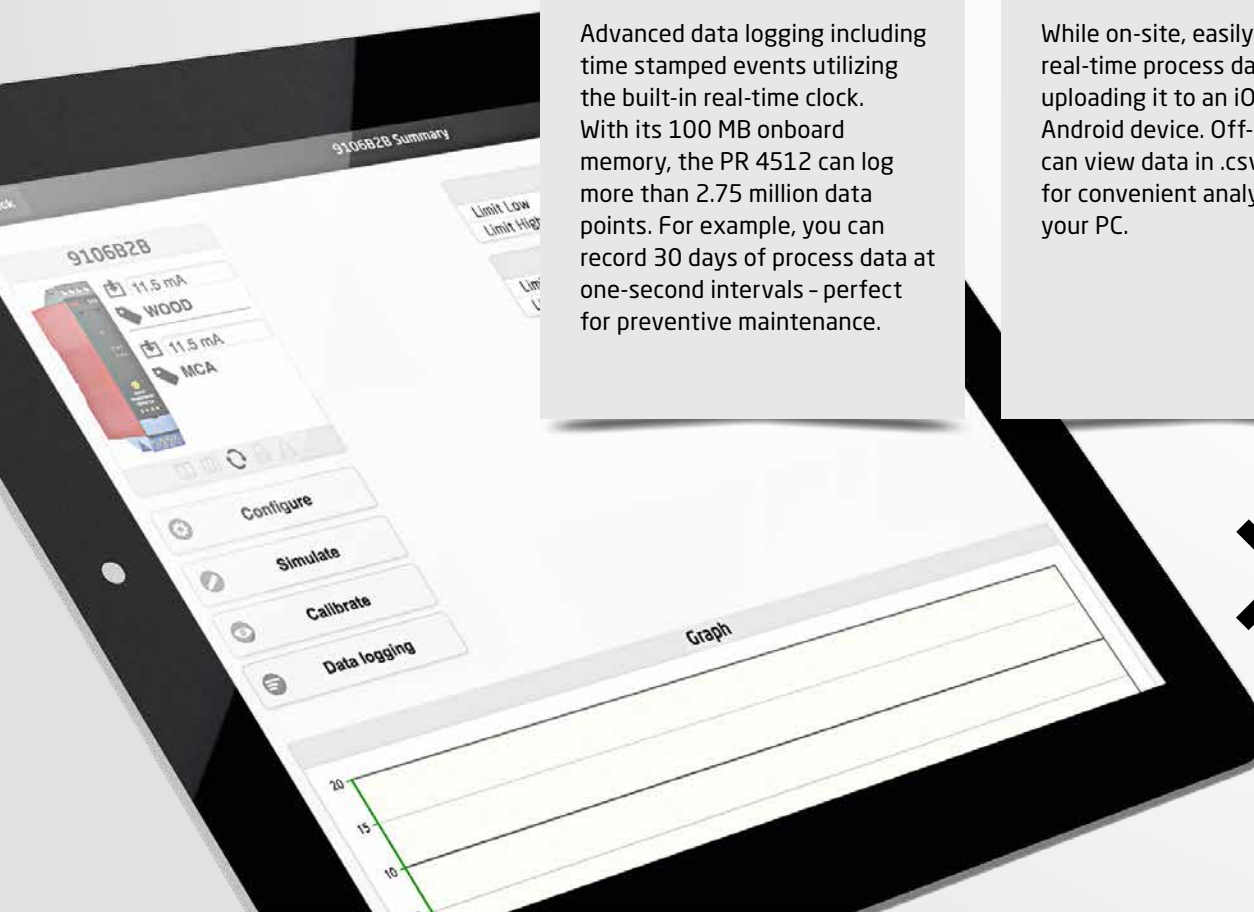 Advanced data logging including
time stamped events utilizing
the built-in real-time clock.
With its 100 MB onboard
memory, the PR 4512 can log
more than 2.75 million data
points. For example, you can
record 30 days of process data at
one-second intervals – perfect
for preventive maintenance.
While on-site, easily
real-time process
uploading it to an
Android device.
can view data in
for convenient
your PC.
9106B2B Summary
9106B2B
11.5 mA
WOOD
11.5 mA
MCA
Limit Low
Limit High
Configure
Simulate
Calibrate
Data logging
Graph
20
15
10